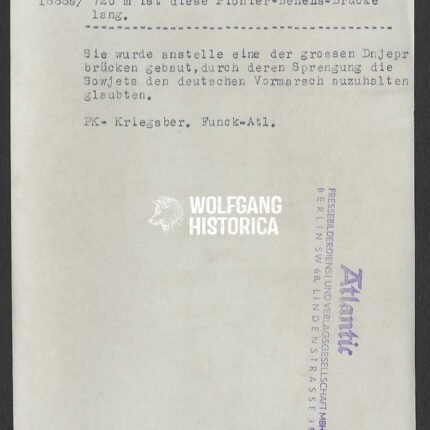 720 m ist diese Pionier-Behelfs-Brücke
lang.
Sie wurde anstelle eine der grossen Dnjepr
brücken gebaut, durch deren Sprengung die
Sowjets den deutschen Vormarsch auzuhalten
glaubten.
PK- Kriegsber. Funck-Atl.
WOLFGANG
HISTORICA
Atlantic
PRESSEBILDERDIENST UND VERLAGSGESELLSCHAFT MBH
BERLIN SW 68, LINDENSTRASSE